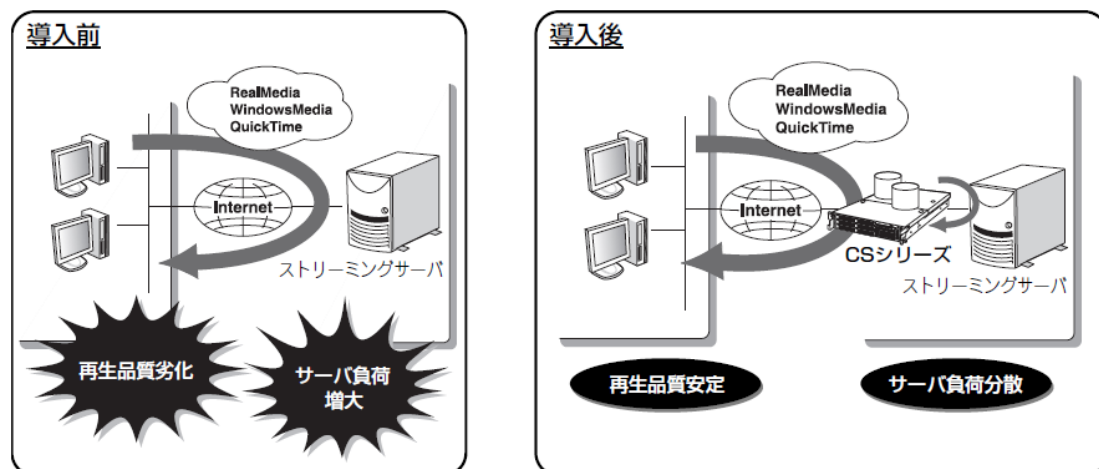 導入前
RealMedia
WindowsMedia
QuickTime
Internet
ストリーミングサーバ
再生品質劣化
サーバ負荷
増大
導入後
RealMedia
WindowsMedia
QuickTime
Internet
CSシリーズ
ストリーミングサーバ
再生品質安定
サーバ負荷分散